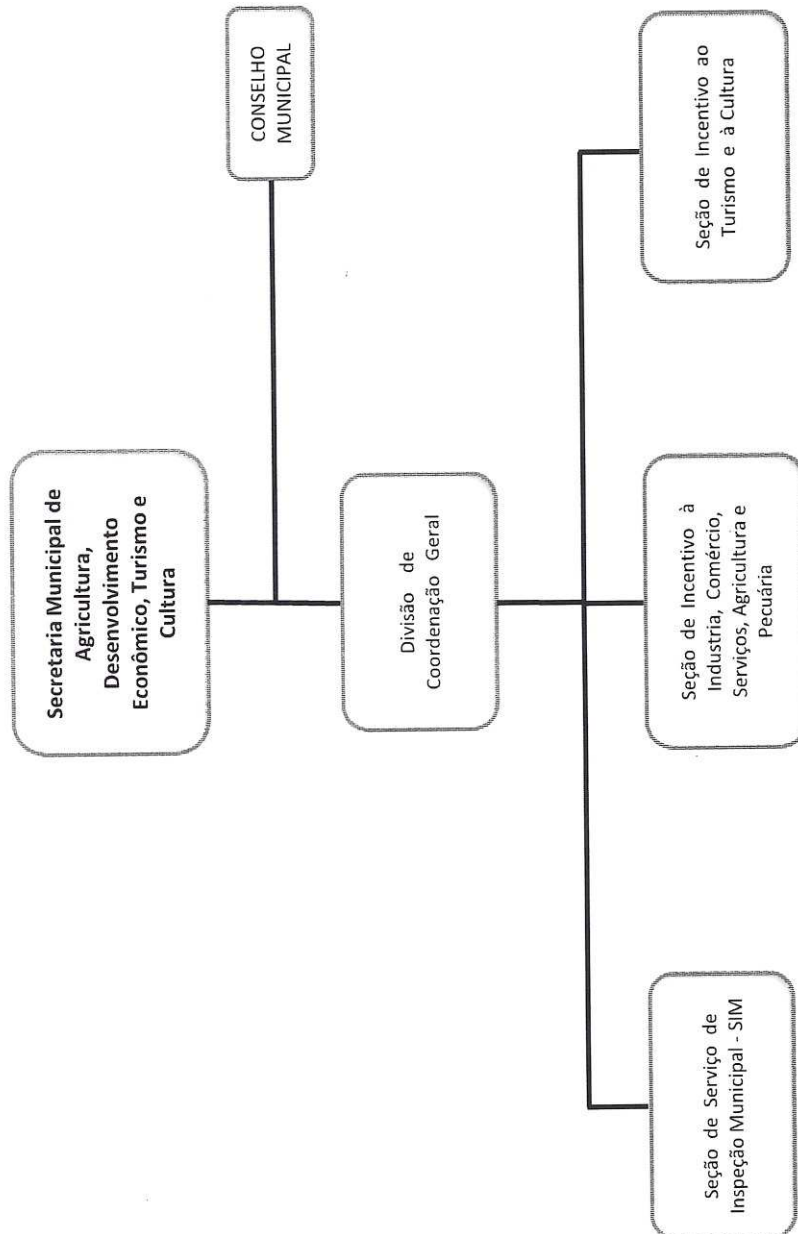 Secretaria Municipal de
Agricultura,
Desenvolvimento
Econômico, Turismo e
Cultura
CONSELHO
MUNICIPAL
Divisão de
Coordenação Geral
Seção de Serviço de
Inspeção Municipal - SIM
Seção de Incentivo à
Industria, Comércio,
Serviços, Agricultura e
Pecuária
Seção de Incentivo ao
Turismo e à Cultura